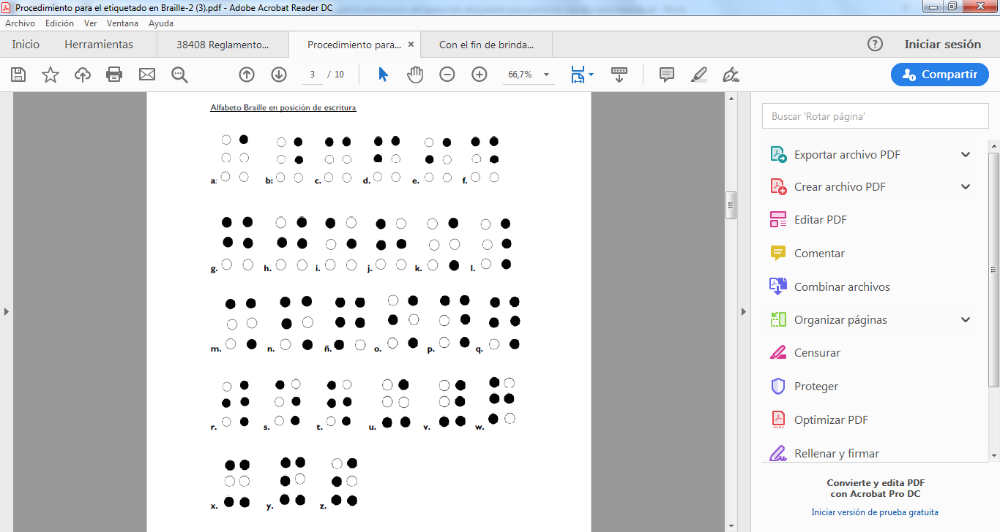 Procedimiento para el etiquetado en Braille-2 (3).pdf - Adobe Acrobat Reader DC
Archivo Edición Ver Ventana Ayuda
Inicio Herramientas 38408 Reglamento... Procedimiento para... × Con el fin de brinda... ? Iniciar sesión
3 / 10 66,7% Compartir
Alfabeto Braille en posición de escritura
a: b: c. d. e. f.
g. h. i. j. k. l.
m. n. ñ. o. p. q.
r. s. t. u. v. w.
x. y. z.
Buscar 'Rotar página'
Exportar archivo PDF
Crear archivo PDF
Editar PDF
Comentar
Combinar archivos
Organizar páginas
Censurar
Proteger
Optimizar PDF
Rellenar y firmar
Convierte y edita PDF
con Acrobat Pro DC
Iniciar versión de prueba gratuita